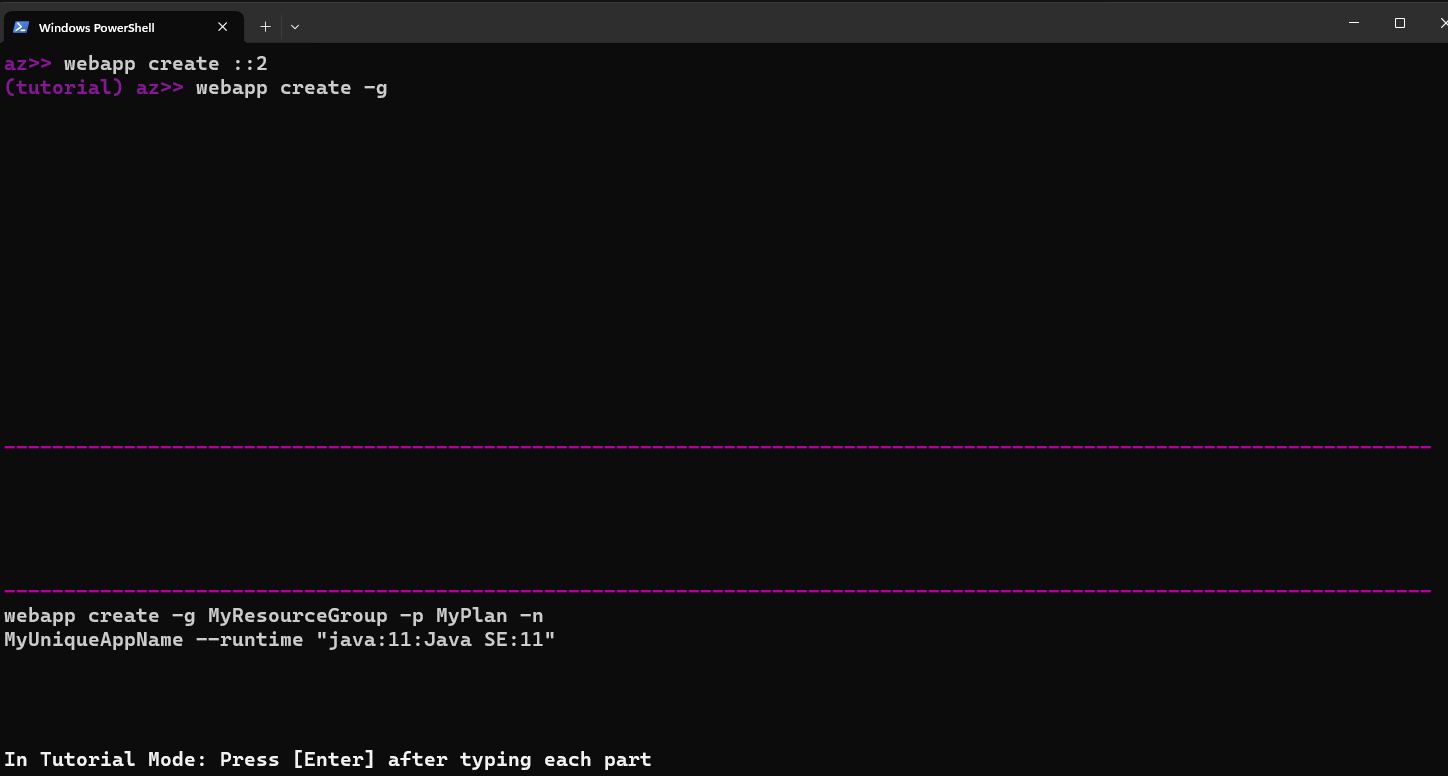 Windows PowerShell
az>> webapp create ::2
(tutorial) az>> webapp create -g
webapp create -g MyResourceGroup -p MyPlan -n
MyUniqueAppName --runtime "java:11:Java SE:11"
In Tutorial Mode: Press [Enter] after typing each part